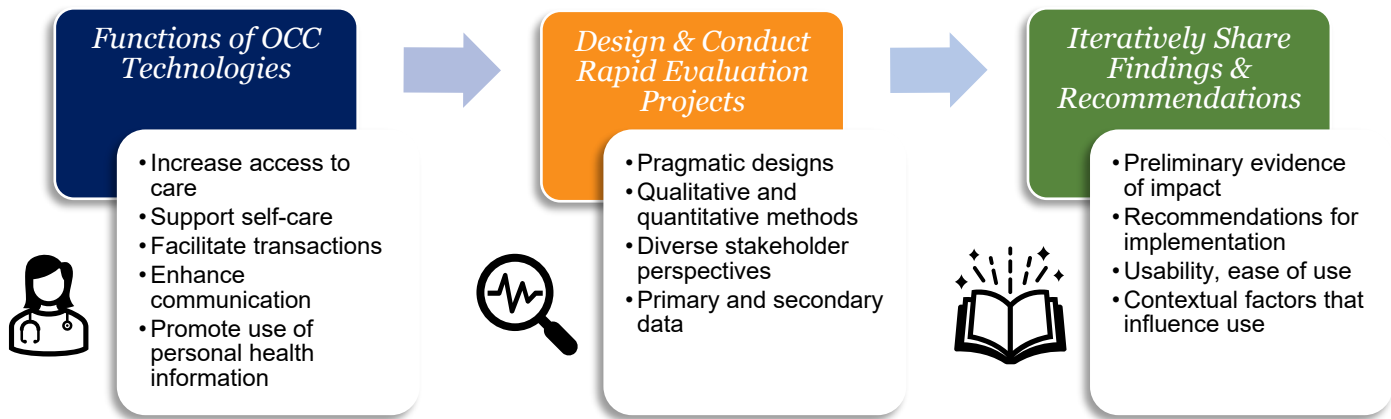 Functions of OCC
Technologies
• Increase access to
care
• Support self-care
• Facilitate transactions
• Enhance
communication
• Promote use of
personal health
information
Design & Conduct
Rapid Evaluation
Projects
• Pragmatic designs
• Qualitative and
quantitative methods
• Diverse stakeholder
perspectives
• Primary and secondary
data
Iteratively Share
Findings &
Recommendations
• Preliminary evidence
of impact
• Recommendations for
implementation
• Usability, ease of use
• Contextual factors that
influence use